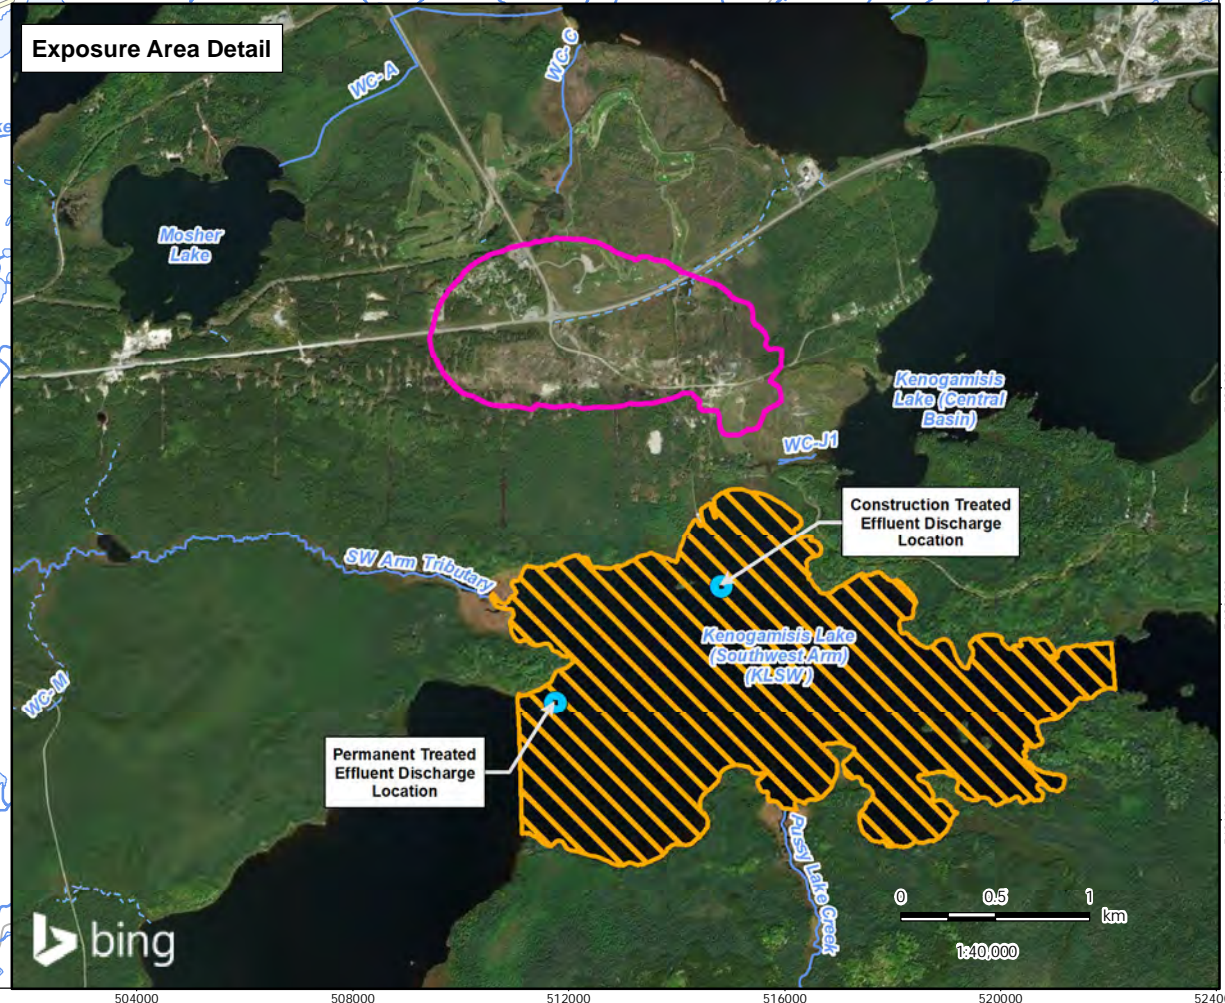 Exposure Area Detail
WC-A
WC-C
Mosher
Lake
Kenogamisis
Lake (Central
Basin)
WC-J1
Construction Treated
Effluent Discharge
Location
SW Arm Tributary
Kenogamisis Lake
(Southwest Arm)
(KLSW)
WC-M
Permanent Treated
Effluent Discharge
Location
Pussy Lake Creek
0 0.5 1
km
1:40,000
bing
504000 508000 512000 516000 520000